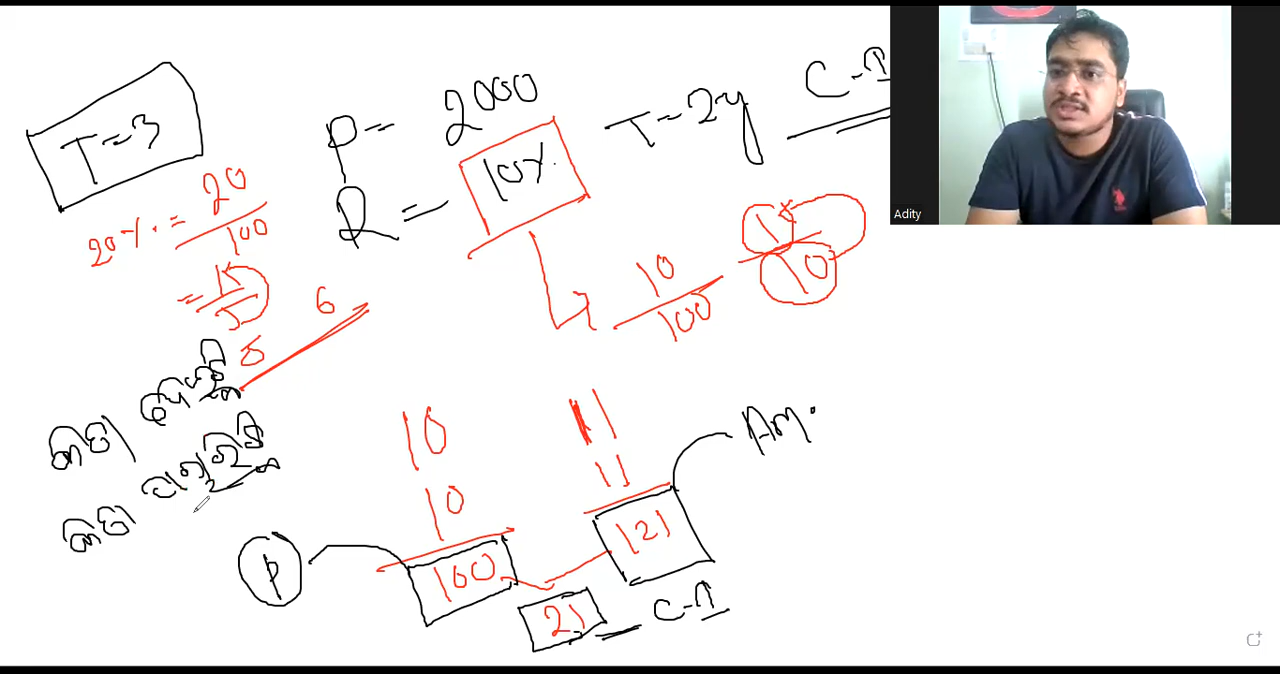 T=3
P= 2000
T=2y
C-I
R= 10%
20%. = 20/100
= 1/5
10/100
1/10
5 6
10 11
10 11
100 121
P
Am.
21 C-I
Adity